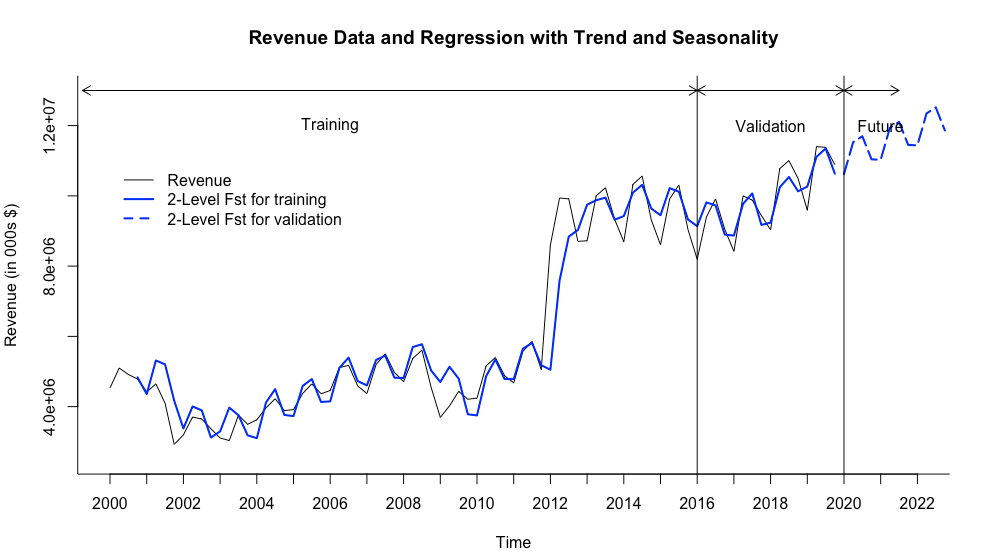 Revenue Data and Regression with Trend and Seasonality
Training
Validation
Future
Revenue
2-Level Fst for training
2-Level Fst for validation
Revenue (in 000s $)
1.2e+07
8.0e+06
4.0e+06
2000 2002 2004 2006 2008 2010 2012 2014 2016 2018 2020 2022
Time